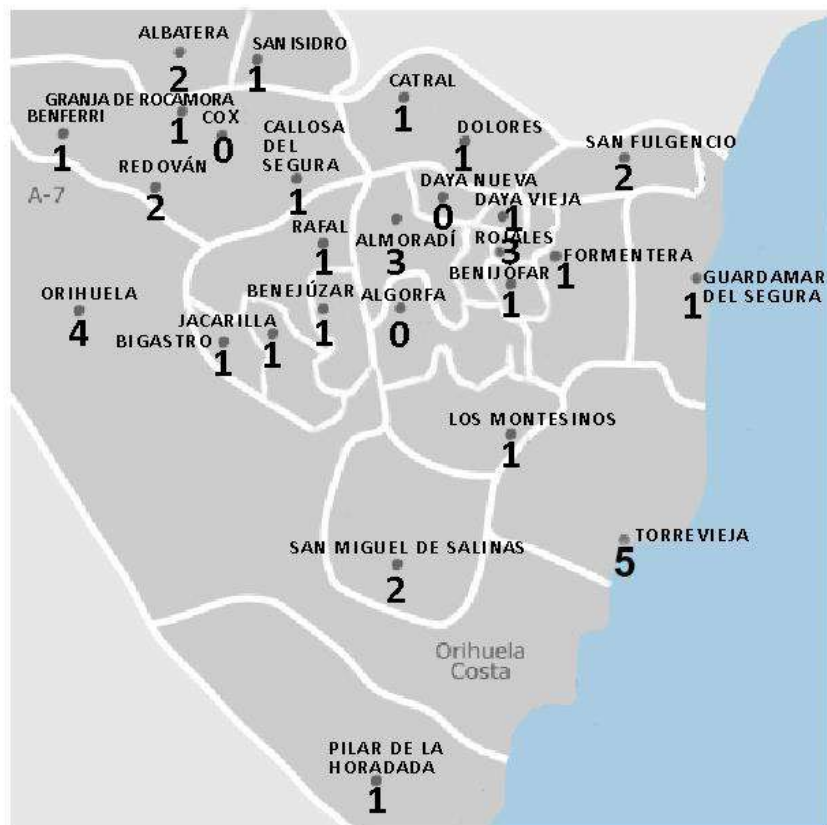 ALBATERA
2
SAN ISIDRO
1
GRANJA DE ROCAMORA
1
BENFERRI
1
COX
0
CATRAL
1
CALLOSA
DEL
SEGURA
1
DOLORES
1
SAN FULGENCIO
2
REDOVÁN
2
A-7
DAYA NUEVA
0
DAYA VIEJA
1
RAFAL
1
ALMORADÍ
3
ROJALES
3
FORMENTERA
1
BENIJÓFAR
1
GUARDAMAR
DEL SEGURA
1
ORIHUELA
4
BENEJÚZAR
1
ALGORFA
0
JACARILLA
1
BIGASTRO
1
LOS MONTESINOS
1
SAN MIGUEL DE SALINAS
2
TORREVIEJA
5
Orihuela
Costa
PILAR DE LA
HORADADA
1